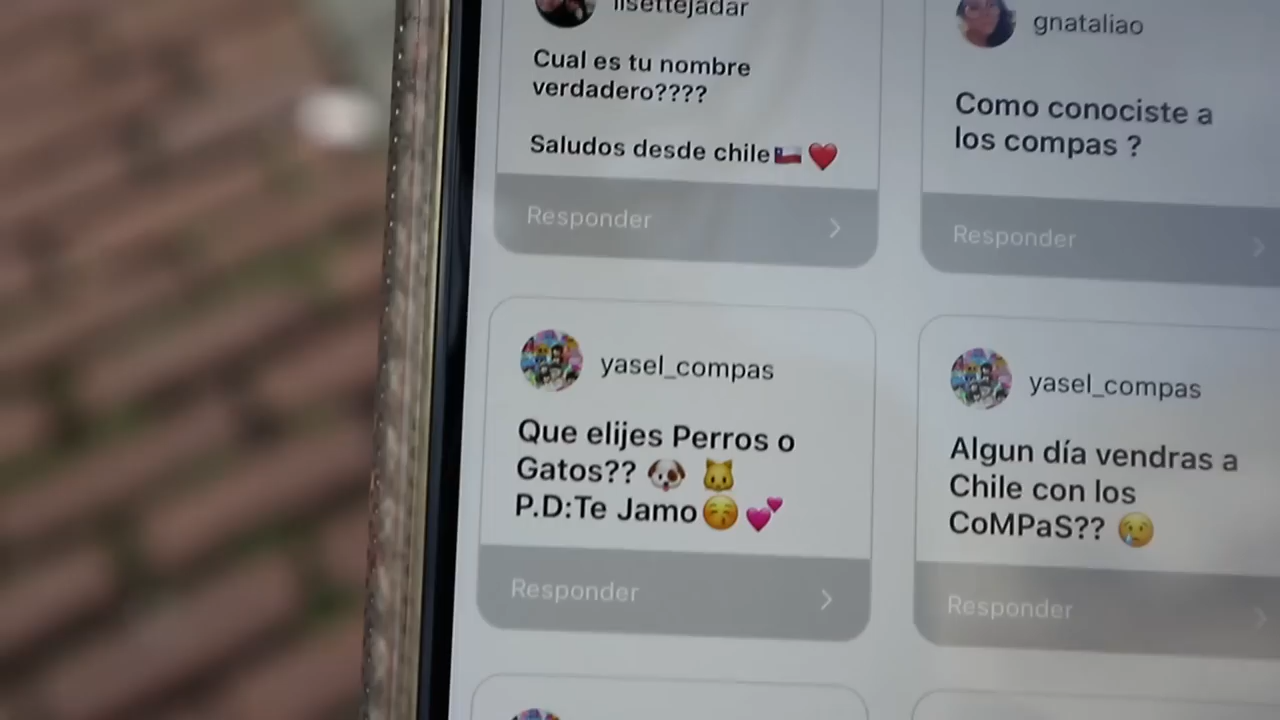 lisettejadar
Cual es tu nombre
verdadero????
Saludos desde chile🇨🇱❤️
Responder
gnataliao
Como conociste a
los compas ?
Responder
yasel_compas
Que elijes Perros o
Gatos?? 🐶 🐱
P.D:Te Jamo😚💕
Responder
yasel_compas
Algun día vendras a
Chile con los
CoMPaS?? 😢
Responder